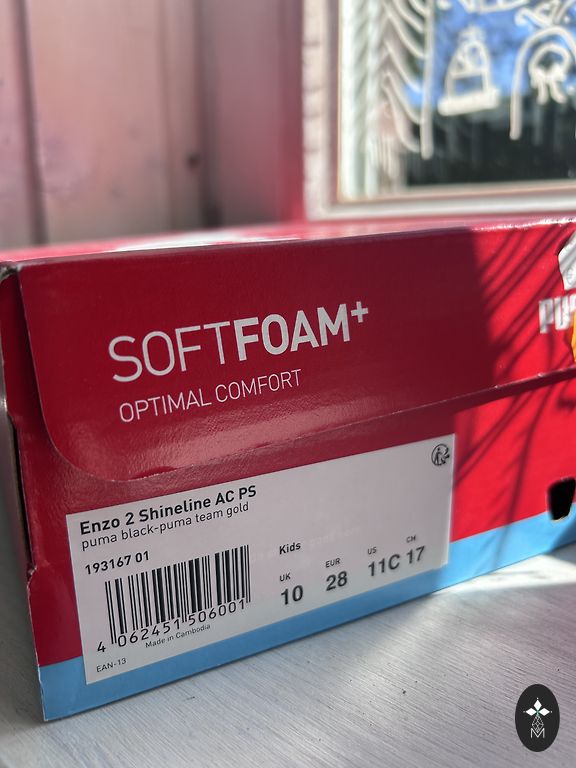 SOFTFOAM+
OPTIMAL COMFORT
Enzo 2 Shineline AC PS
puma black-puma team gold
193167 01
Kids
UK EUR US CM
10 28 11C 17
4 062451 506001
Made in Cambodia
EAN-13
M